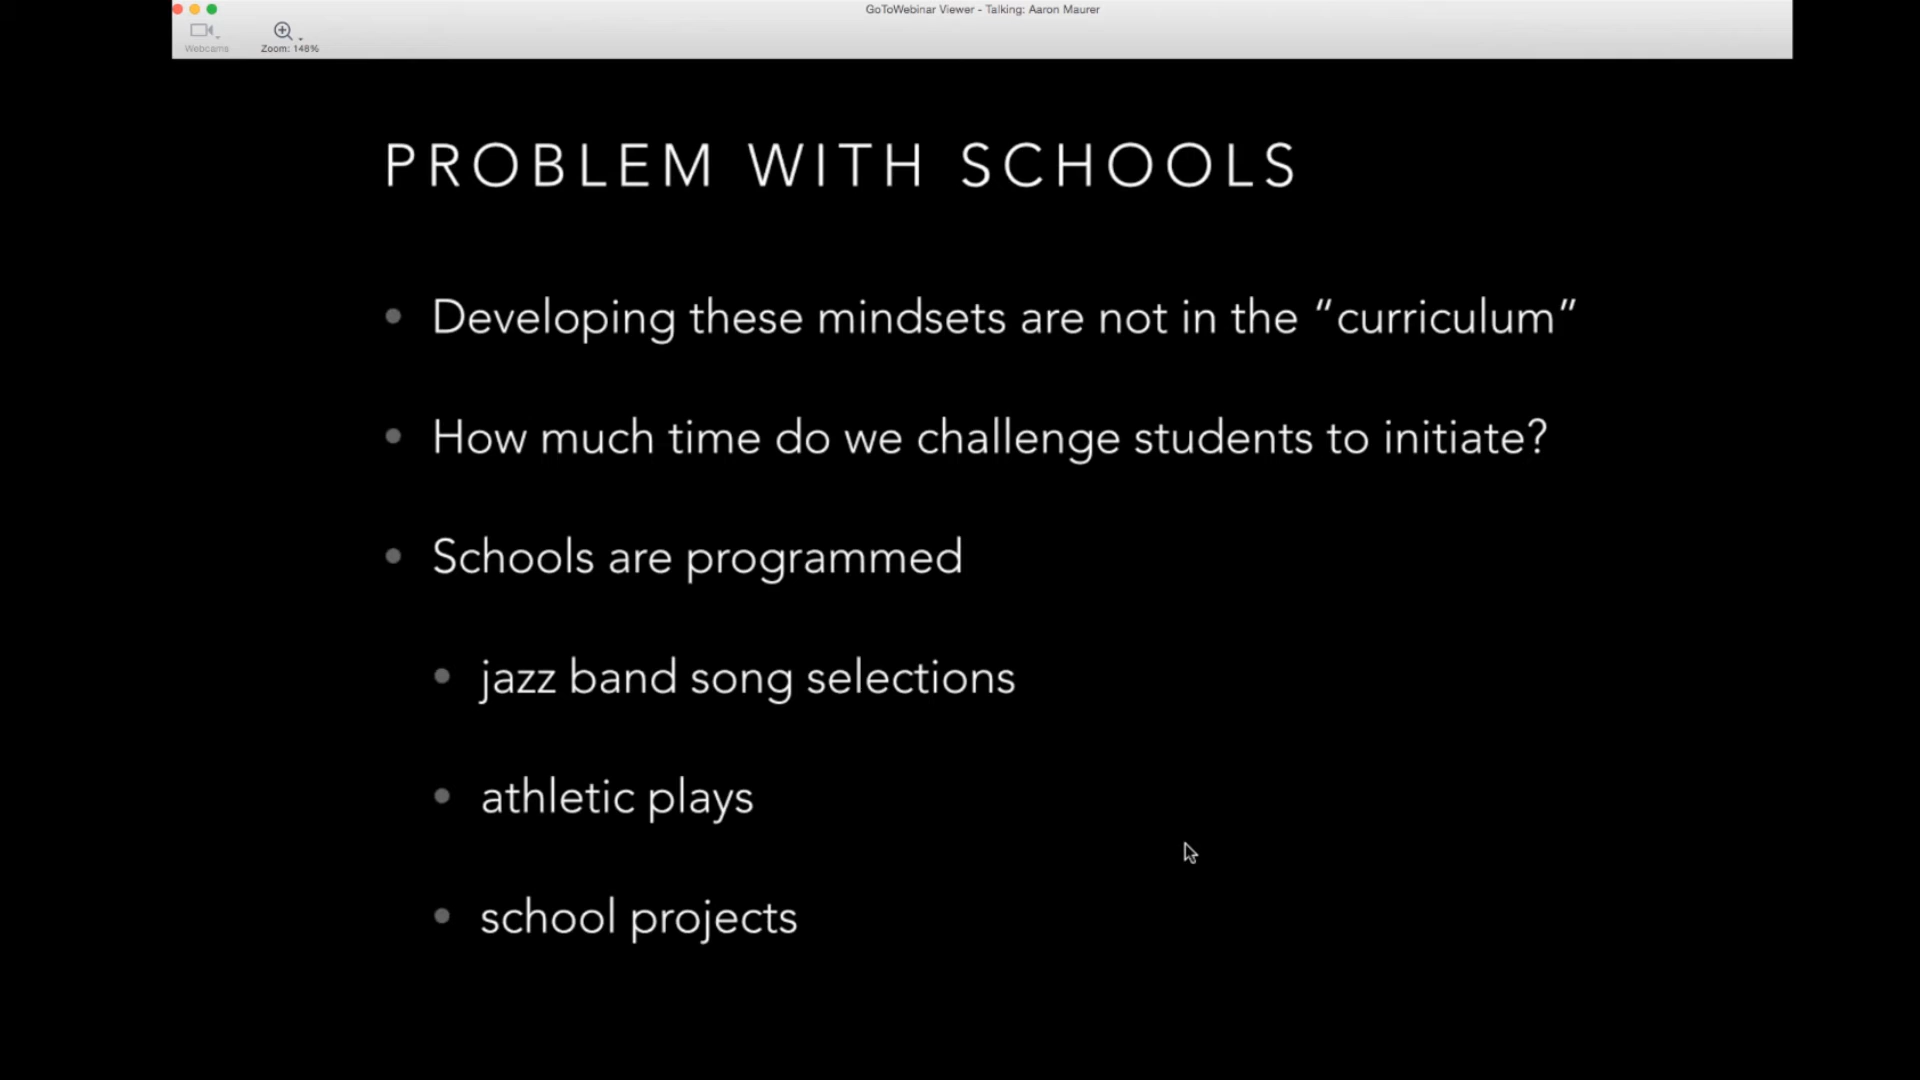 GoToWebinar Viewer - Talking: Aaron Maurer
Webcams
Zoom: 148%
PROBLEM WITH SCHOOLS
Developing these mindsets are not in the “curriculum”
How much time do we challenge students to initiate?
Schools are programmed
jazz band song selections
athletic plays
school projects